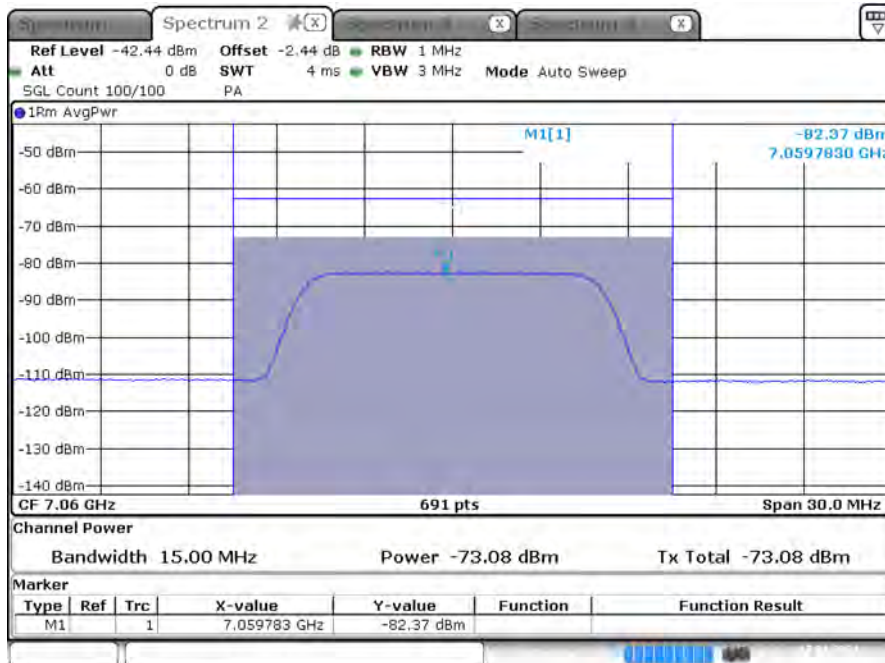 Spectrum 2 X X X
Ref Level -42.44 dBm Offset -2.44 dB RBW 1 MHz
Att 0 dB SWT 4 ms VBW 3 MHz Mode Auto Sweep
SGL Count 100/100 PA
1Rm AvgPwr
M1[1] -82.37 dBm
7.0597830 GHz
-50 dBm
-60 dBm
-70 dBm
-80 dBm
-90 dBm
-100 dBm
-110 dBm
-120 dBm
-130 dBm
-140 dBm
CF 7.06 GHz 691 pts Span 30.0 MHz
Channel Power
Bandwidth 15.00 MHz Power -73.08 dBm Tx Total -73.08 dBm
Marker
Type Ref Trc X-value Y-value Function Function Result
M1 1 7.059783 GHz -82.37 dBm